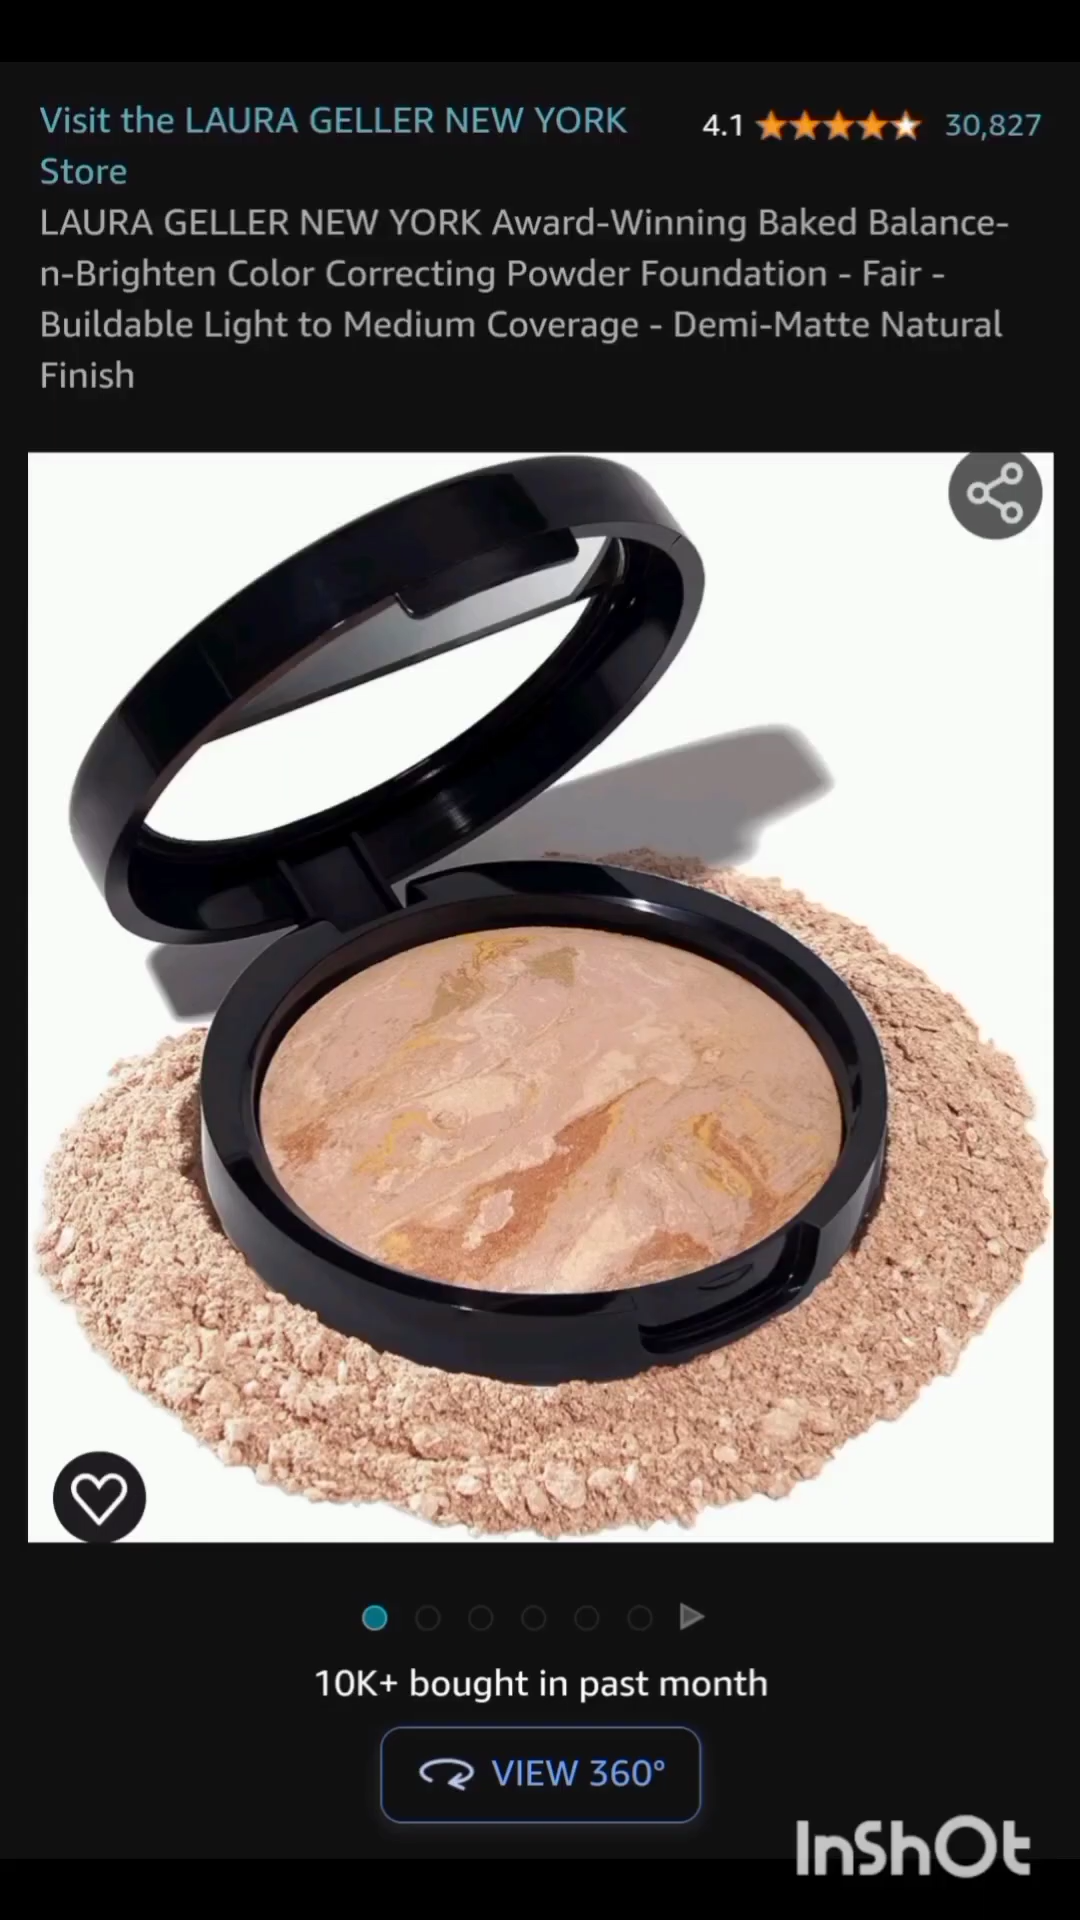 Visit the LAURA GELLER NEW YORK
Store
4.1 30,827
LAURA GELLER NEW YORK Award-Winning Baked Balance-
n-Brighten Color Correcting Powder Foundation - Fair -
Buildable Light to Medium Coverage - Demi-Matte Natural
Finish
10K+ bought in past month
VIEW 360°
InShOt